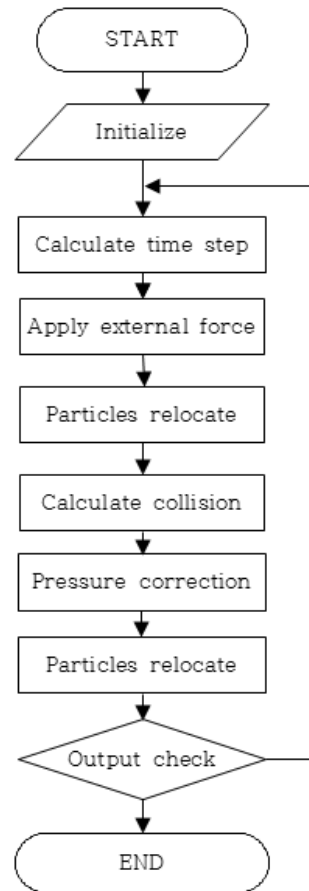 START
Initialize
Calculate time step
Apply external force
Particles relocate
Calculate collision
Pressure correction
Particles relocate
Output check
END